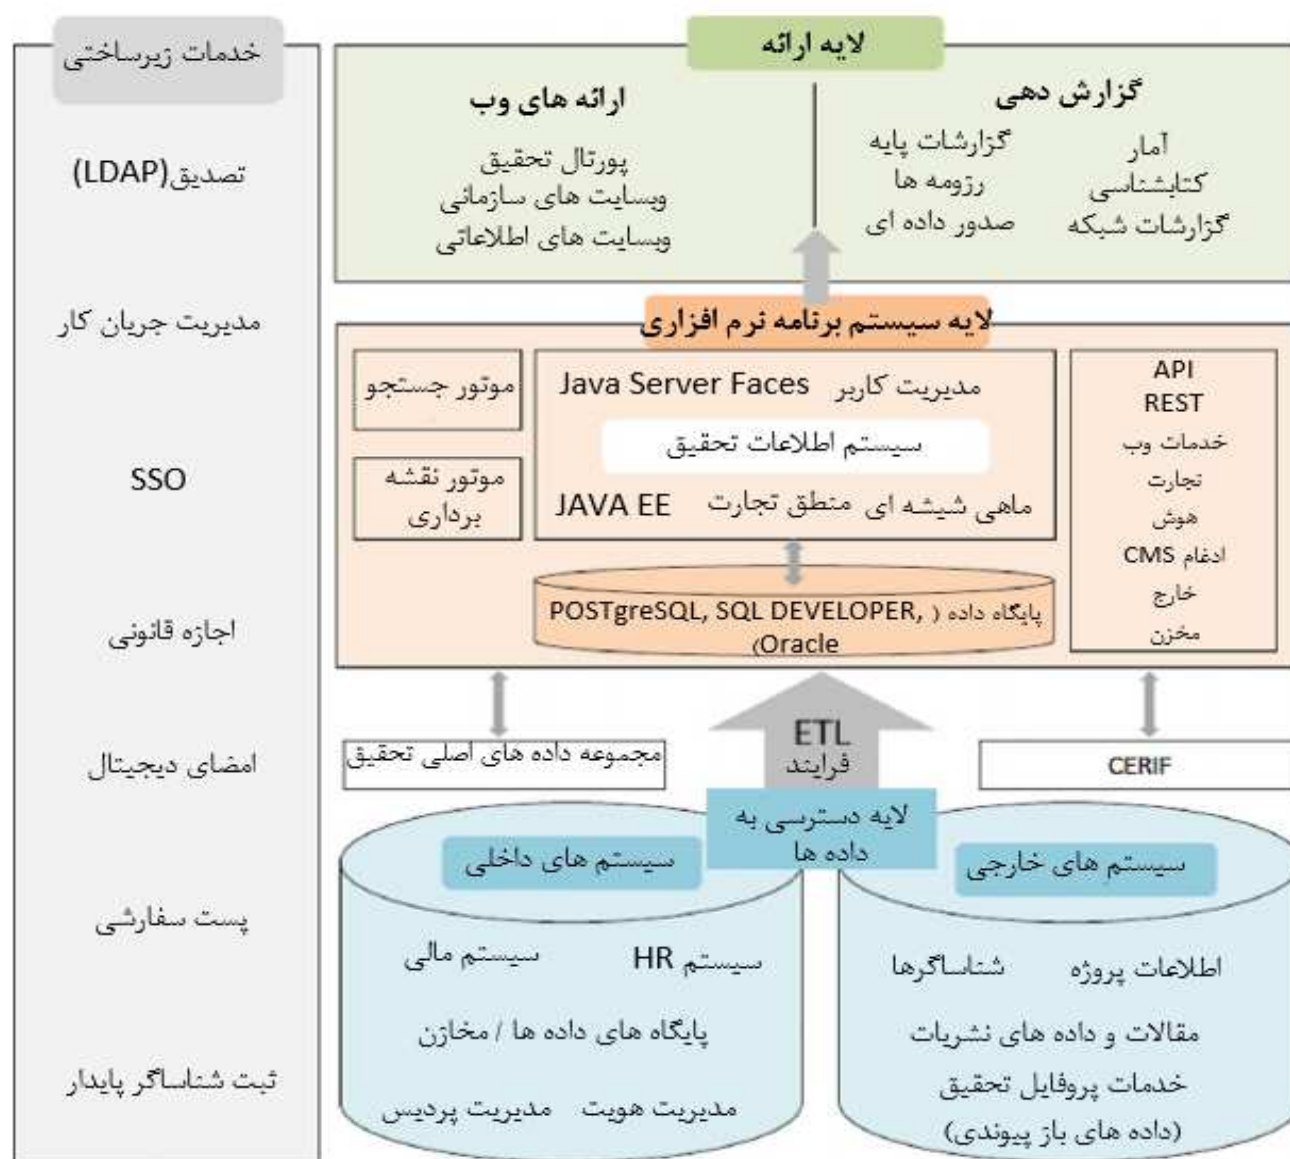 خدمات زیرساختی
تصدیق(LDAP)
مدیریت جریان کار
SSO
اجازه قانونی
امضای دیجیتال
پست سفارشی
ثبت شناساگر پایدار
لایه ارائه
گزارش دهی
آمار
کتابشناسی
گزارشات شبکه
گزارشات پایه
رزومه ها
صدور داده ای
ارائه های وب
پورتال تحقیق
وبسایت های سازمانی
وبسایت های اطلاعاتی
لایه سیستم برنامه نرم افزاری
API
REST
خدمات وب
تجارت
هوش
ادغام CMS
خارج
مخزن
مدیریت کاربر Java Server Faces
سیستم اطلاعات تحقیق
ماهی شیشه ای منطق تجارت JAVA EE
موتور جستجو
موتور نقشه
برداری
پایگاه داده ( POSTgreSQL, SQL DEVELOPER,
Oracle)
ETL
فرایند
CERIF
مجموعه داده های اصلی تحقیق
لایه دسترسی به
داده ها
سیستم های خارجی
اطلاعات پروژه شناساگرها
مقالات و داده های نشریات
خدمات پروفایل تحقیق
(داده های باز پیوندی)
سیستم های داخلی
سیستم HR سیستم مالی
پایگاه های داده ها / مخازن
مدیریت هویت مدیریت پردیس